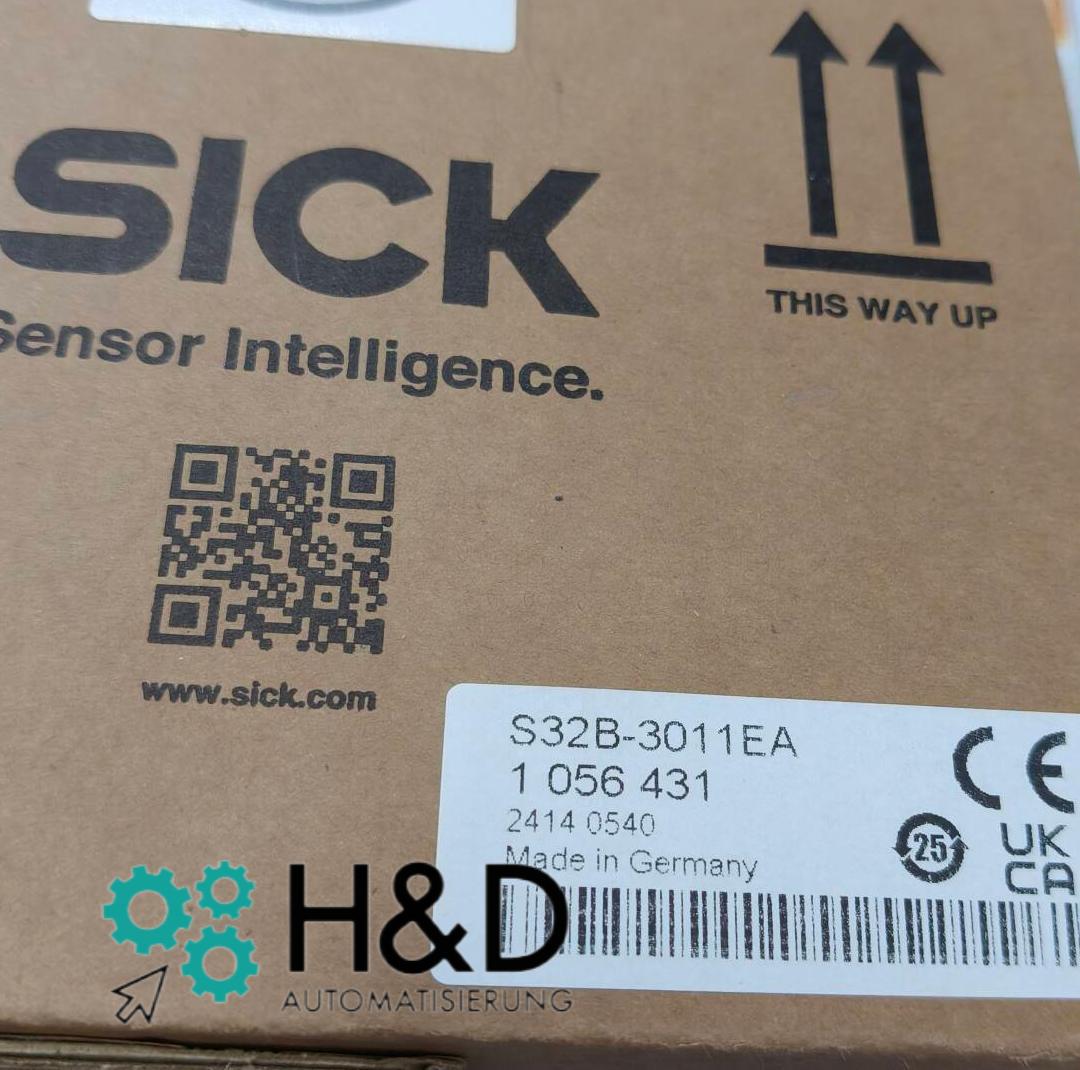 SICK
Sensor Intelligence.
THIS WAY UP
www.sick.com
S32B-3011EA
1 056 431
2414 0540
Made in Germany
CE
25
UK
CA
H&D
AUTOMATISIERUNG